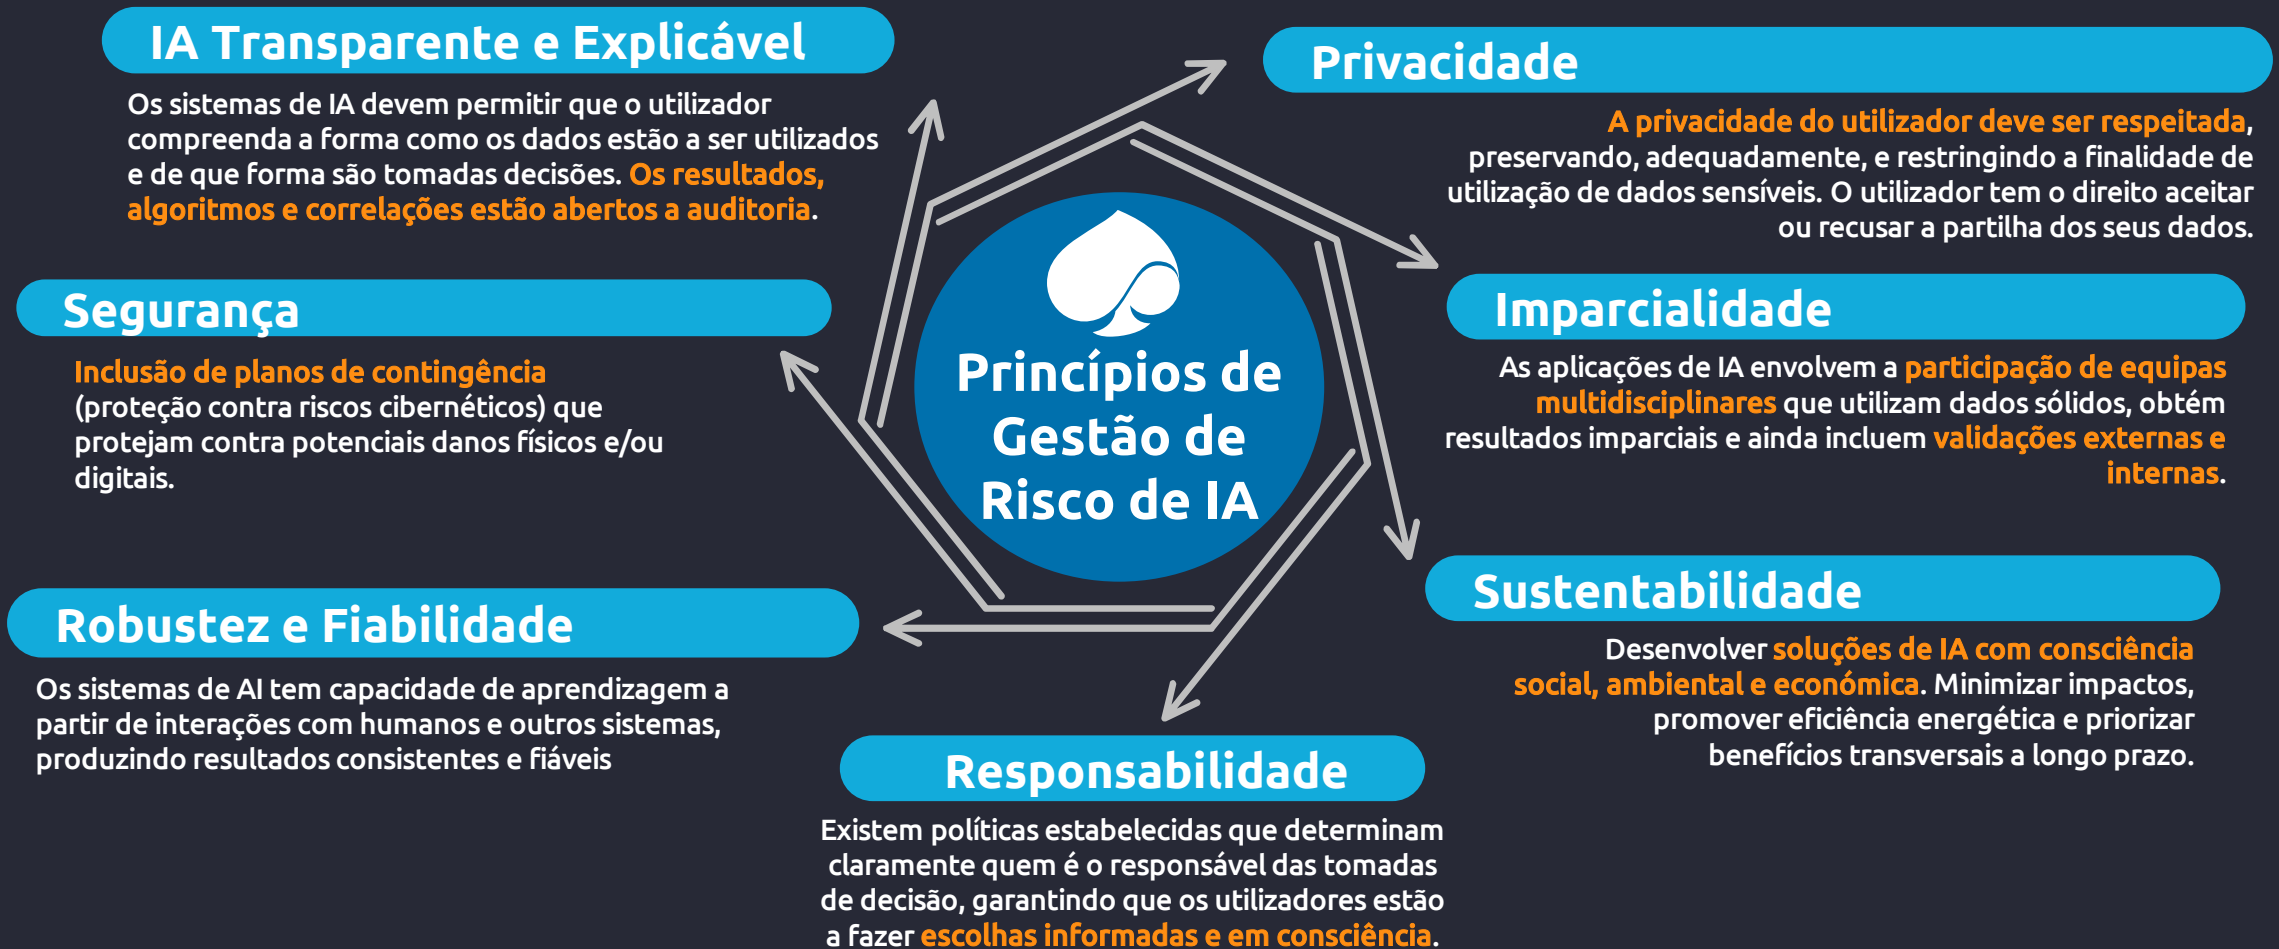 IA Transparente e Explicável
Os sistemas de IA devem permitir que o utilizador
compreenda a forma como os dados estão a ser utilizados
e de que forma são tomadas decisões. Os resultados,
algoritmos e correlações estão abertos a auditoria.
Privacidade
A privacidade do utilizador deve ser respeitada,
preservando, adequadamente, e restringindo a finalidade de
utilização de dados sensíveis. O utilizador tem o direito aceitar
ou recusar a partilha dos seus dados.
Segurança
Inclusão de planos de contingência
(proteção contra riscos cibernéticos) que
protejam contra potenciais danos físicos e/ou
digitais.
Princípios de
Gestão de
Risco de IA
Imparcialidade
As aplicações de IA envolvem a participação de equipas
multidisciplinares que utilizam dados sólidos, obtém
resultados imparciais e ainda incluem validações externas e
internas.
Robustez e Fiabilidade
Os sistemas de AI tem capacidade de aprendizagem a
partir de interações com humanos e outros sistemas,
produzindo resultados consistentes e fiáveis
Sustentabilidade
Desenvolver soluções de IA com consciência
social, ambiental e económica. Minimizar impactos,
promover eficiência energética e priorizar
benefícios transversais a longo prazo.
Responsabilidade
Existem políticas estabelecidas que determinam
claramente quem é o responsável das tomadas
de decisão, garantindo que os utilizadores estão
a fazer escolhas informadas e em consciência.